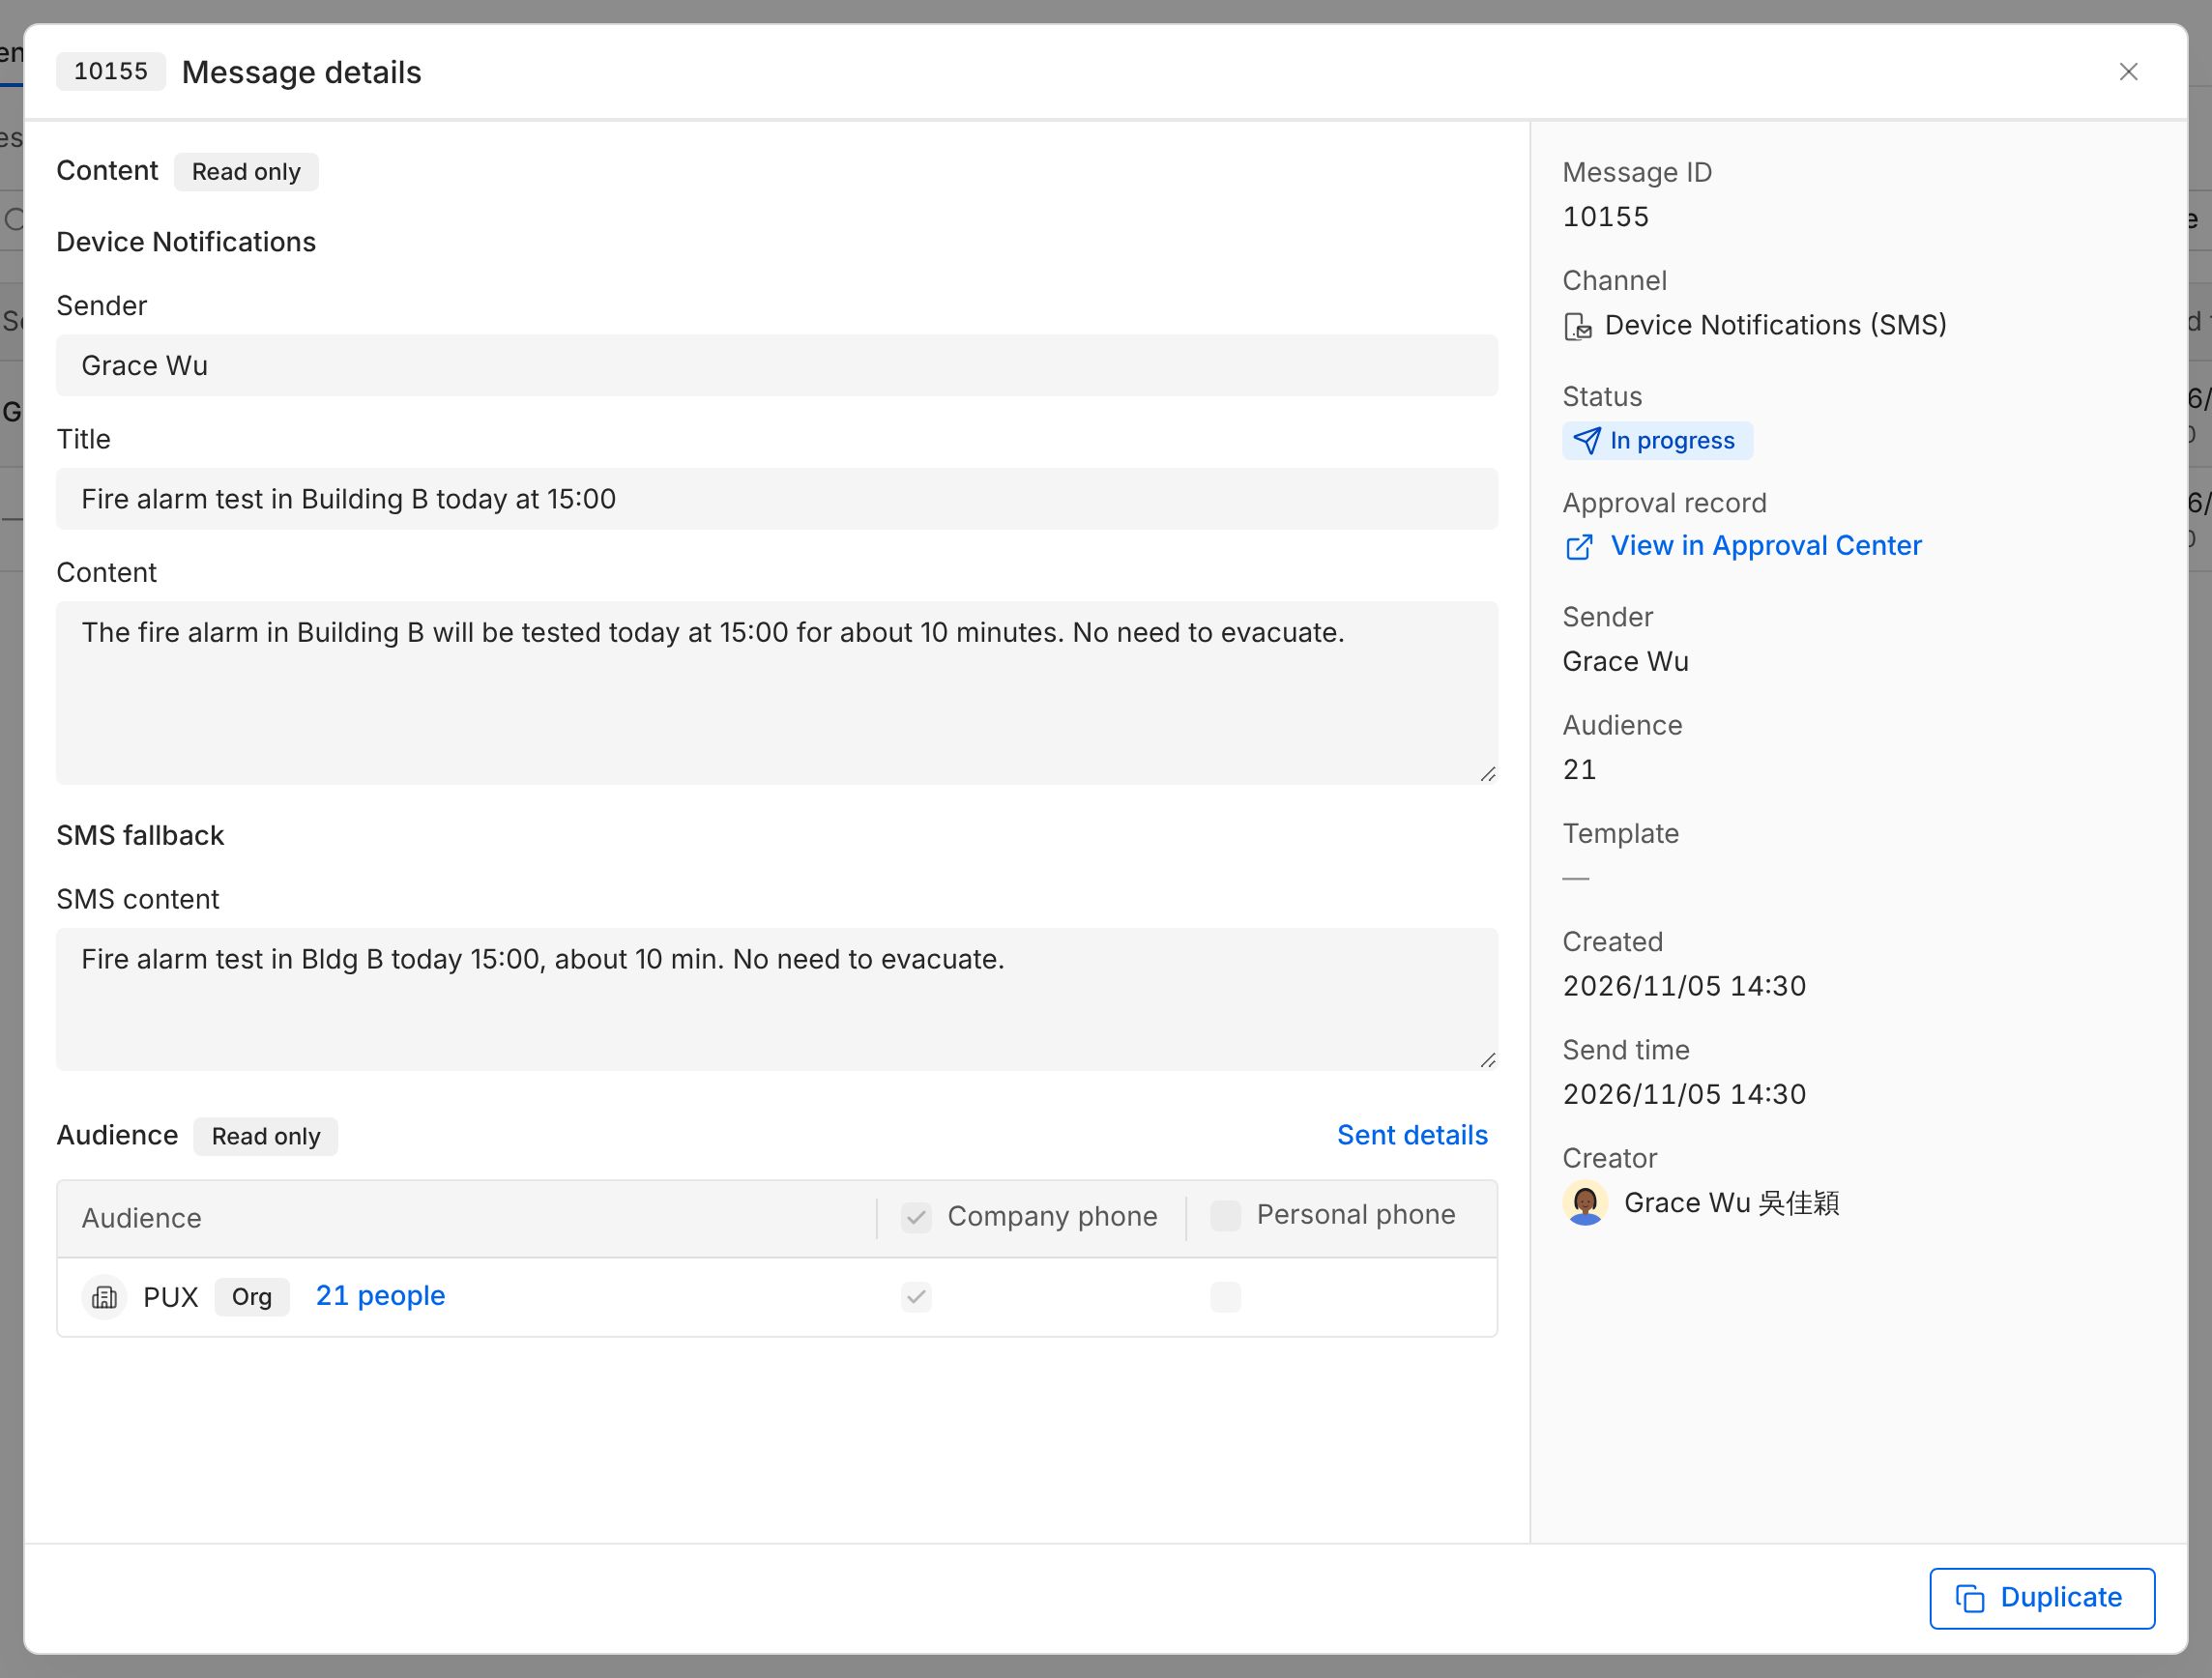 10155 Message details
Content Read only
Device Notifications
Sender
Grace Wu
Title
Fire alarm test in Building B today at 15:00
Content
The fire alarm in Building B will be tested today at 15:00 for about 10 minutes. No need to evacuate.
SMS fallback
SMS content
Fire alarm test in Bldg B today 15:00, about 10 min. No need to evacuate.
Audience Read only Sent details
Audience Company phone Personal phone
PUX Org 21 people
Message ID
10155
Channel
Device Notifications (SMS)
Status
In progress
Approval record
View in Approval Center
Sender
Grace Wu
Audience
21
Template
—
Created
2026/11/05 14:30
Send time
2026/11/05 14:30
Creator
Grace Wu 吳佳穎
Duplicate